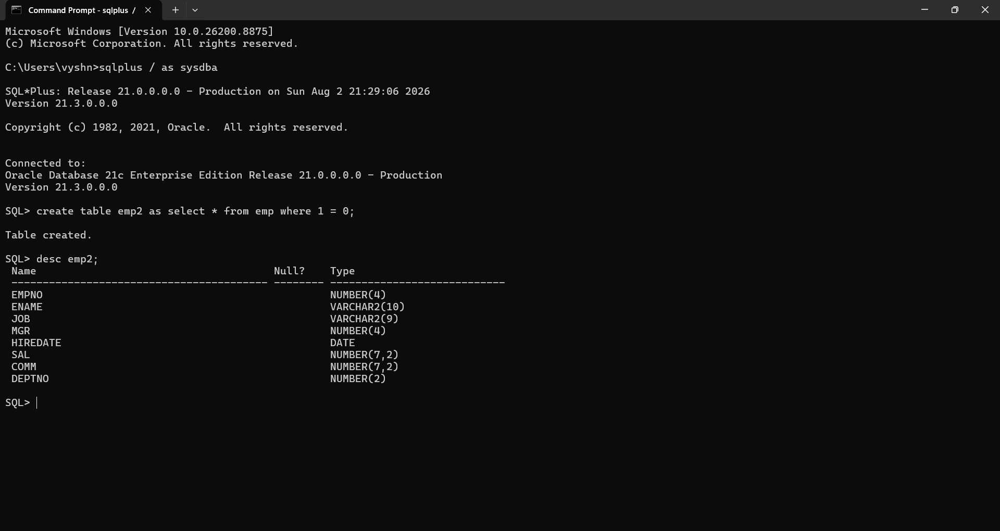 Command Prompt - sqlplus /
Microsoft Windows [Version 10.0.26200.8875]
(c) Microsoft Corporation. All rights reserved.
C:\Users\vyshn>sqlplus / as sysdba
SQL*Plus: Release 21.0.0.0.0 - Production on Sun Aug 2 21:29:06 2026
Version 21.3.0.0.0
Copyright (c) 1982, 2021, Oracle.  All rights reserved.
Connected to:
Oracle Database 21c Enterprise Edition Release 21.0.0.0.0 - Production
Version 21.3.0.0.0
SQL> create table emp2 as select * from emp where 1 = 0;
Table created.
SQL> desc emp2;
 Name                                      Null?    Type
 ----------------------------------------- -------- ----------------------------
 EMPNO                                              NUMBER(4)
 ENAME                                              VARCHAR2(10)
 JOB                                                VARCHAR2(9)
 MGR                                                NUMBER(4)
 HIREDATE                                           DATE
 SAL                                                NUMBER(7,2)
 COMM                                               NUMBER(7,2)
 DEPTNO                                             NUMBER(2)
SQL>